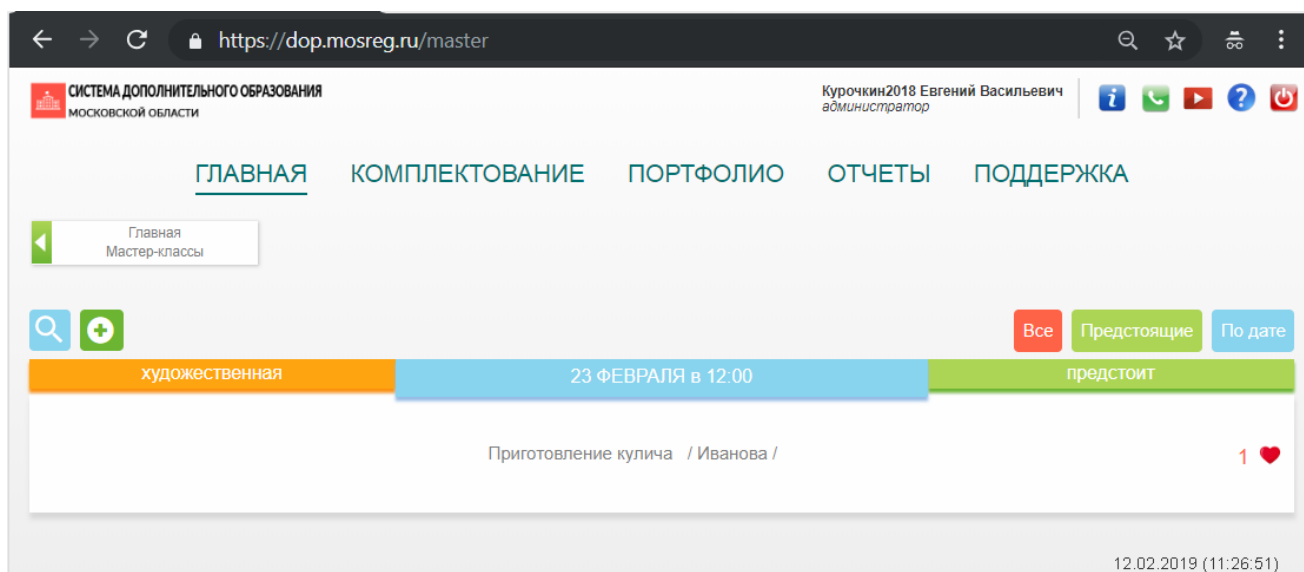 https://dop.mosreg.ru/master
СИСТЕМА ДОПОЛНИТЕЛЬНОГО ОБРАЗОВАНИЯ
МОСКОВСКОЙ ОБЛАСТИ
Курочкин2018 Евгений Васильевич
администратор
ГЛАВНАЯ КОМПЛЕКТОВАНИЕ ПОРТФОЛИО ОТЧЕТЫ ПОДДЕРЖКА
Главная
Мастер-классы
Все Предстоящие По дате
художественная 23 ФЕВРАЛЯ в 12:00 предстоит
Приготовление кулича / Иванова /
1
12.02.2019 (11:26:51)